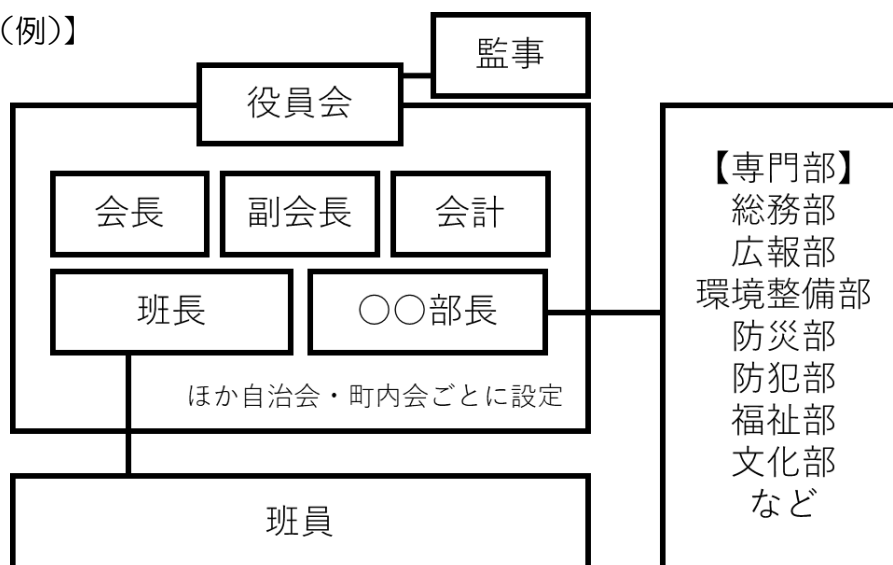 (例)】
監事
役員会
会長
副会長
会計
班長
○○部長
ほか自治会・町内会ごとに設定
班員
【専門部】
総務部
広報部
環境整備部
防災部
防犯部
福祉部
文化部
など